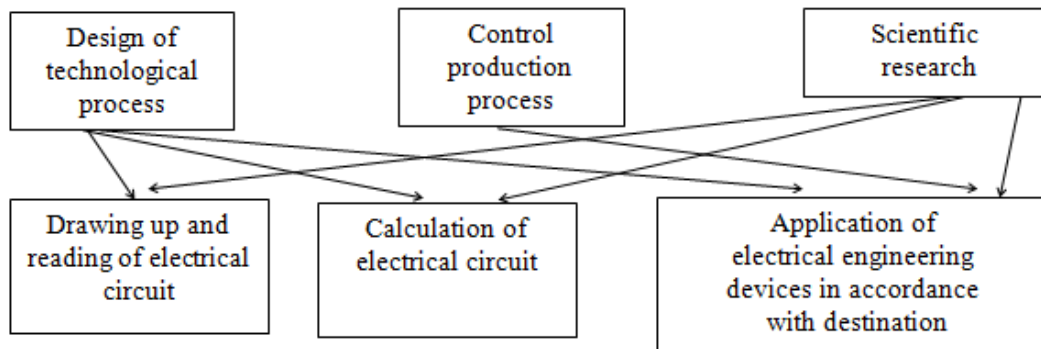 Design of
technological
process
Control
production
process
Scientific
research
Drawing up and
reading of electrical
circuit
Calculation of
electrical circuit
Application of
electrical engineering
devices in accordance
with destination